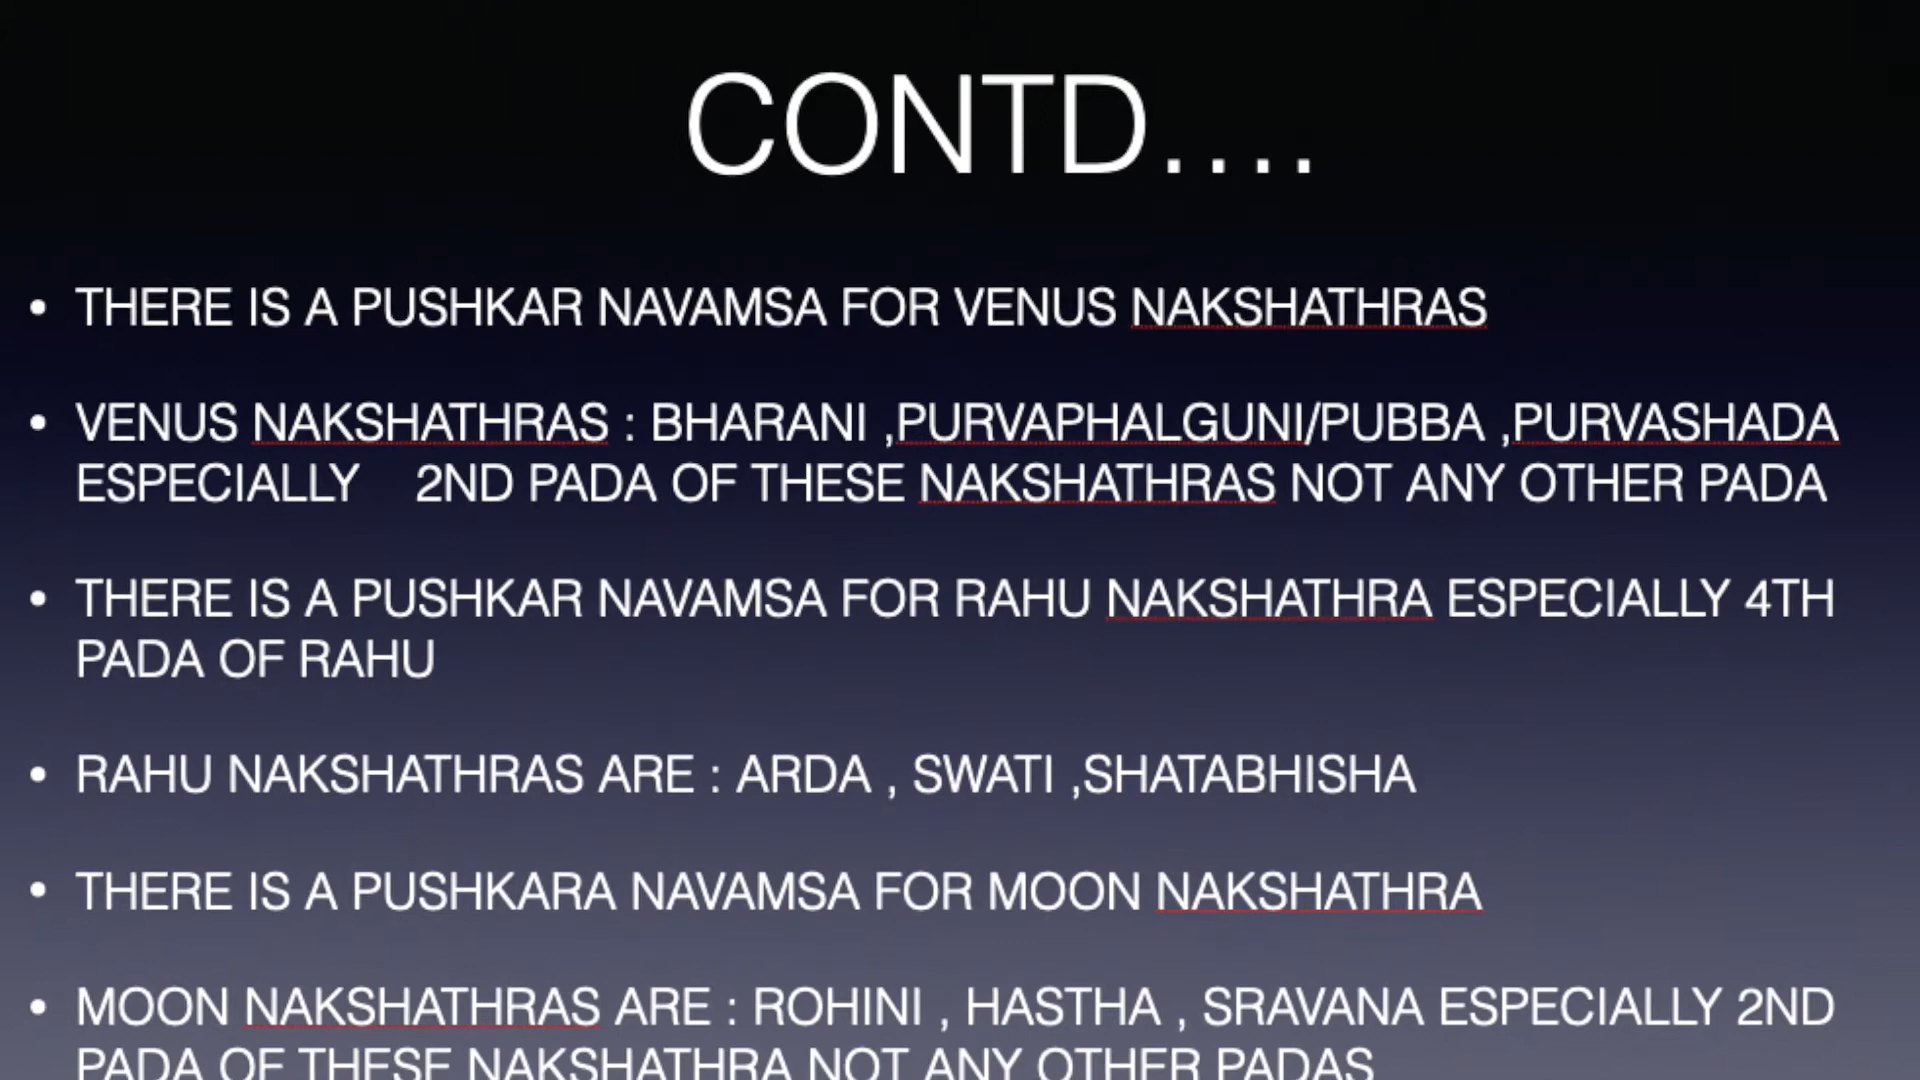 CONTD....
• THERE IS A PUSHKAR NAVAMSA FOR VENUS NAKSHATHRAS
• VENUS NAKSHATHRAS : BHARANI ,PURVAPHALGUNI/PUBBA ,PURVASHADA
ESPECIALLY 2ND PADA OF THESE NAKSHATHRAS NOT ANY OTHER PADA
• THERE IS A PUSHKAR NAVAMSA FOR RAHU NAKSHATHRA ESPECIALLY 4TH
PADA OF RAHU
• RAHU NAKSHATHRAS ARE : ARDA , SWATI ,SHATABHISHA
• THERE IS A PUSHKARA NAVAMSA FOR MOON NAKSHATHRA
• MOON NAKSHATHRAS ARE : ROHINI , HASTHA , SRAVANA ESPECIALLY 2ND
PADA OF THESE NAKSHATHRA NOT ANY OTHER PADAS